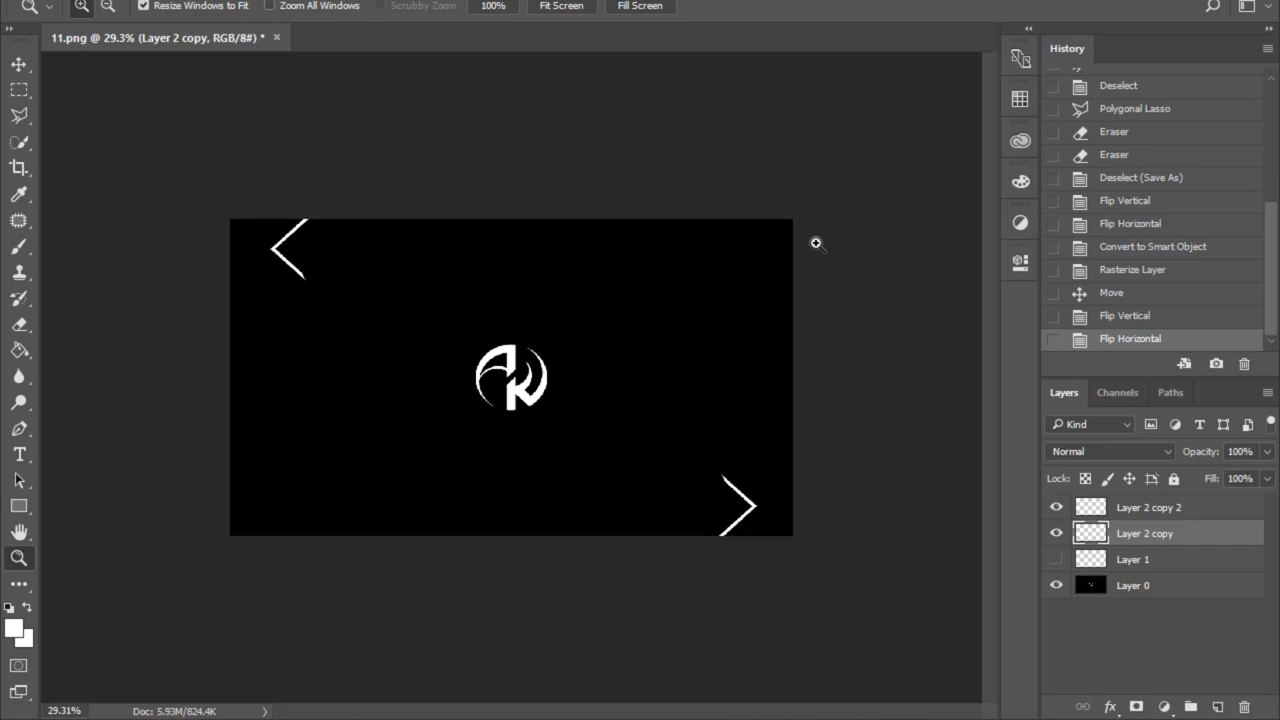 Resize Windows to Fit Zoom All Windows Scrubby Zoom 100% Fit Screen Fill Screen
11.png @ 29.3% (Layer 2 copy, RGB/8#) *
History
Deselect
Polygonal Lasso
Eraser
Eraser
Deselect (Save As)
Flip Vertical
Flip Horizontal
Convert to Smart Object
Rasterize Layer
Move
Flip Vertical
Flip Horizontal
Layers Channels Paths
Kind
Normal Opacity: 100%
Lock: Fill: 100%
Layer 2 copy 2
Layer 2 copy
Layer 1
Layer 0
29.31% Doc: 5.93M/824.4K